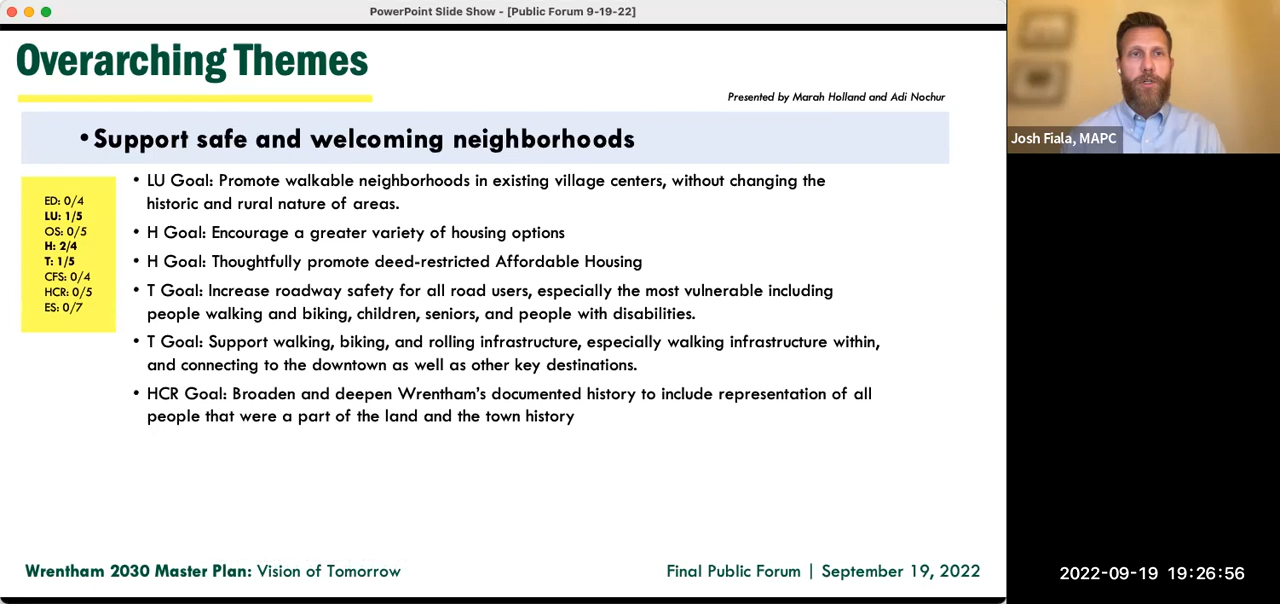 PowerPoint Slide Show - [Public Forum 9-19-22]
Overarching Themes
Presented by Marah Holland and Adi Nochur
•Support safe and welcoming neighborhoods
ED: 0/4
LU: 1/5
OS: 0/5
H: 2/4
T: 1/5
CFS: 0/4
HCR: 0/5
ES: 0/7
• LU Goal: Promote walkable neighborhoods in existing village centers, without changing the
historic and rural nature of areas.
• H Goal: Encourage a greater variety of housing options
• H Goal: Thoughtfully promote deed-restricted Affordable Housing
• T Goal: Increase roadway safety for all road users, especially the most vulnerable including
people walking and biking, children, seniors, and people with disabilities.
• T Goal: Support walking, biking, and rolling infrastructure, especially walking infrastructure within,
and connecting to the downtown as well as other key destinations.
• HCR Goal: Broaden and deepen Wrentham’s documented history to include representation of all
people that were a part of the land and the town history
Wrentham 2030 Master Plan: Vision of Tomorrow
Final Public Forum | September 19, 2022
Josh Fiala, MAPC
2022-09-19 19:26:56